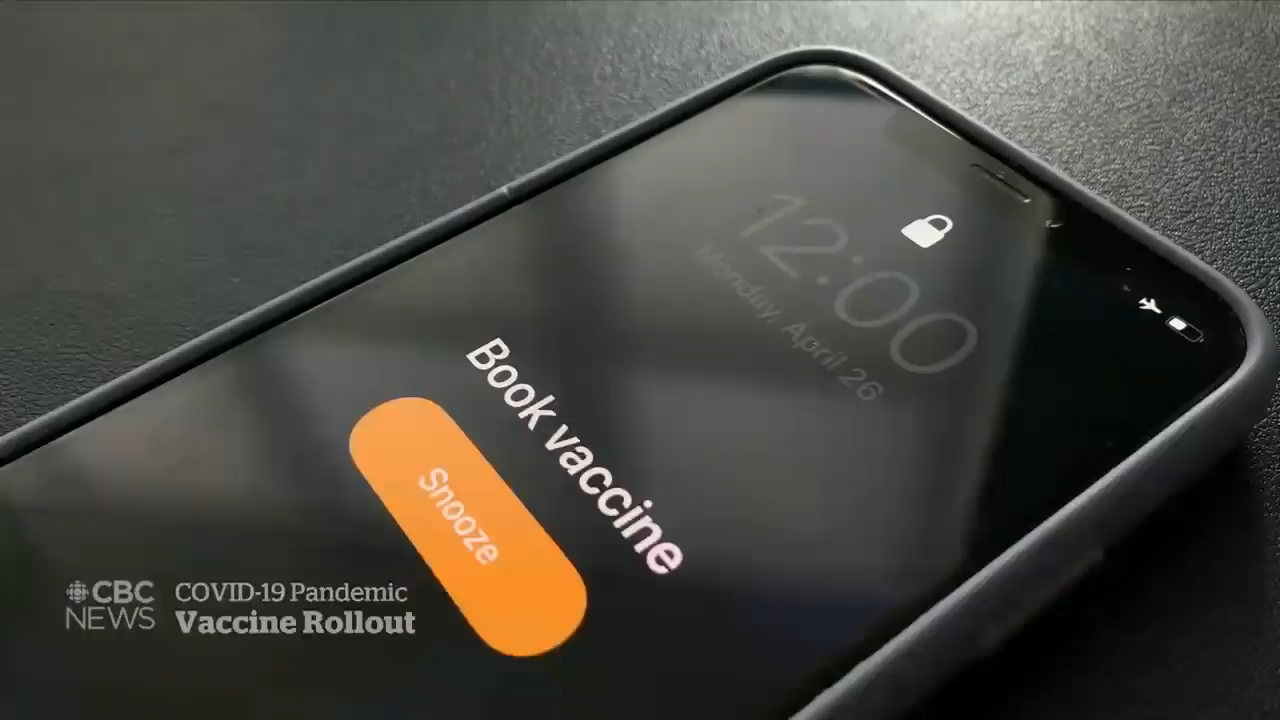 12:00
Monday, April 26
Book vaccine
Snooze
CBC
NEWS
COVID-19 Pandemic
Vaccine Rollout